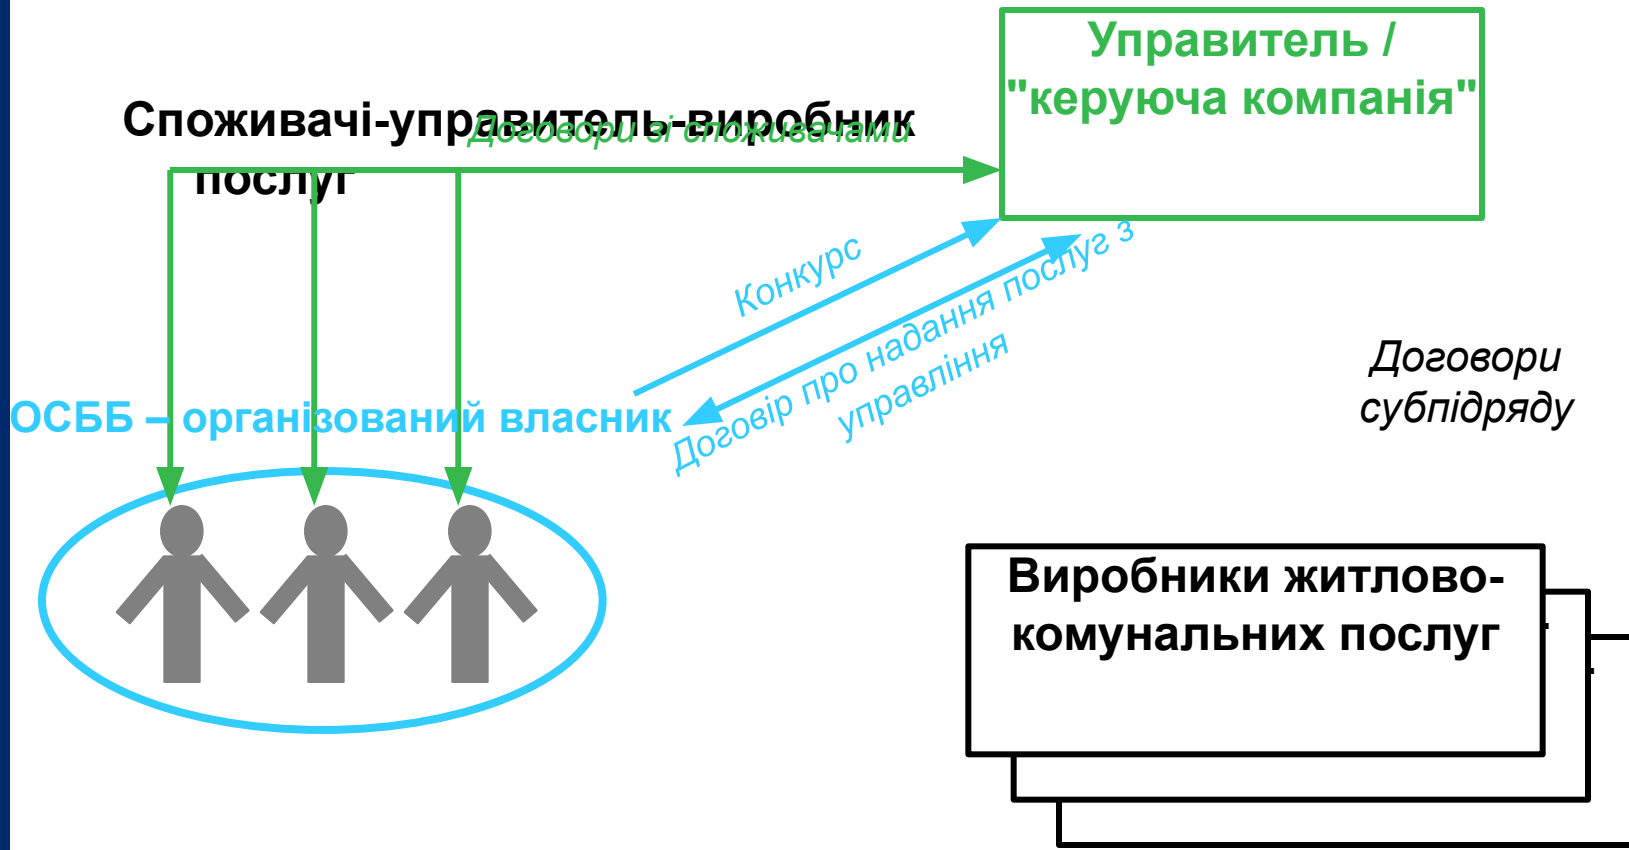 Управитель /
"керуюча компанія"
Споживачі-управитель-виробник
послуг
Договори зі споживачами
Конкурс
Договір про надання послуг з
управління
Договори
субпідряду
ОСББ – організований власник
Виробники житлово-
комунальних послуг